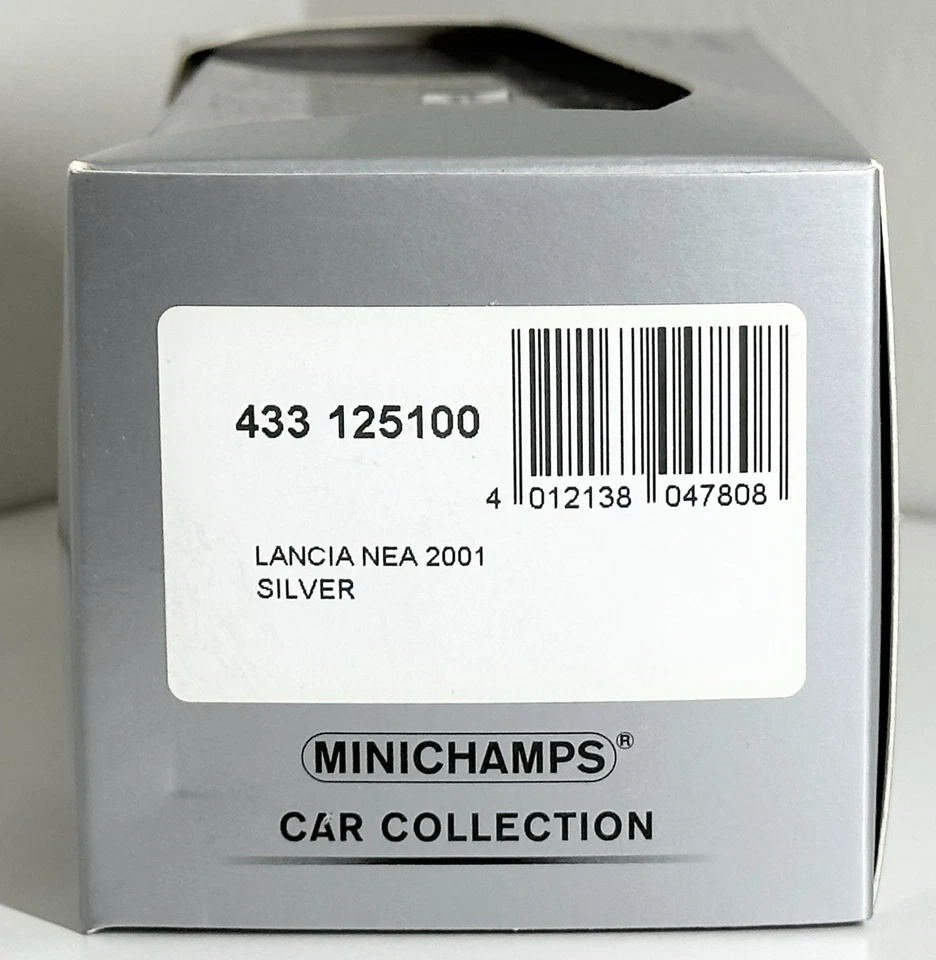 433 125100
4 012138 047808
LANCIA NEA 2001
SILVER
MINICHAMPS®
CAR COLLECTION